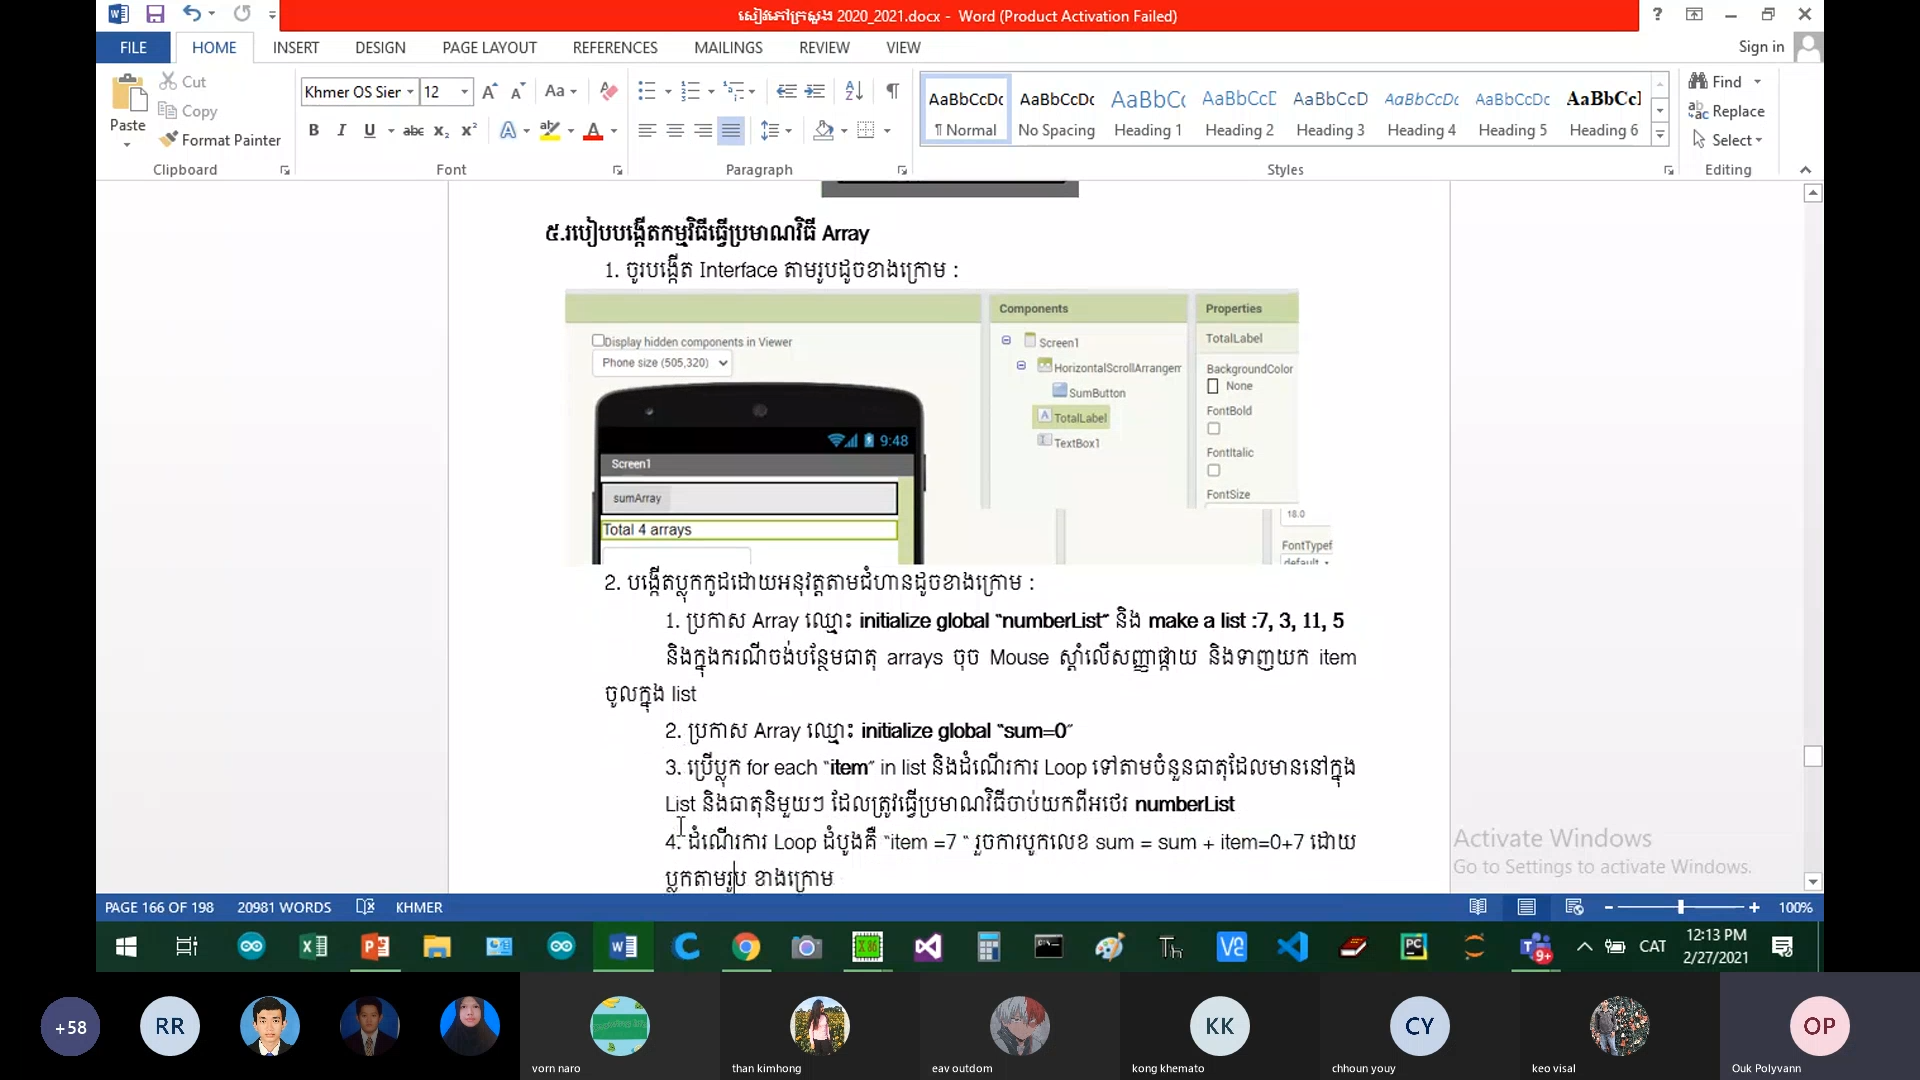 សៀវភៅក្រសួង 2020_2021.docx - Word (Product Activation Failed)
FILE HOME INSERT DESIGN PAGE LAYOUT REFERENCES MAILINGS REVIEW VIEW Sign in
Cut
Copy
Format Painter
Paste
Khmer OS Sier 12
AaBbCcDc AaBbCcDc AaBbC AaBbCcD AaBbCcD AaBbCcDc AaBbCcDc AaBbCc
¶ Normal No Spacing Heading 1 Heading 2 Heading 3 Heading 4 Heading 5 Heading 6
Find
Replace
Select
Clipboard Font Paragraph Styles Editing
៥.របៀបបង្កើតកម្មវិធីធ្វើប្រមាណវិធី Array
1. ចូរបង្កើត Interface តាមរូបដូចខាងក្រោម :
Components Properties
Display hidden components in Viewer
Phone size (505,320)
9:48
Screen1
sumArray
Total 4 arrays
Screen1
HorizontalScrollArrangem
SumButton
TotalLabel
TextBox1
TotalLabel
BackgroundColor
None
FontBold
FontItalic
FontSize
18.0
FontTypef
default
2. បង្កើតប្លុកកូដដោយអនុវត្តតាមជំហានដូចខាងក្រោម :
1. ប្រកាស Array ឈ្មោះ initialize global “numberList” និង make a list :7, 3, 11, 5
និងក្នុងករណីចង់បន្ថែមធាតុ arrays ចុច Mouse ស្តាំលើសញ្ញាផ្កាយ និងទាញយក item
ចូលក្នុង list
2. ប្រកាស Array ឈ្មោះ initialize global “sum=0”
3. ប្រើប្លុក for each “item” in list និងដំណើរការ Loop ទៅតាមចំនួនធាតុដែលមាននៅក្នុង
List និងធាតុនិមួយៗ ដែលត្រូវធ្វើប្រមាណវិធីចាប់យកពីអថេរ numberList
4. ដំណើរការ Loop ដំបូងគឺ “item =7 “ រួចការបូកលេខ sum = sum + item=0+7 ដោយ
ប្លុកតាមរូប ខាងក្រោម
Activate Windows
Go to Settings to activate Windows.
PAGE 166 OF 198 20981 WORDS KHMER 100%
CAT
12:13 PM
2/27/2021
+58 RR KK CY OP
vorn naro than kimhong eav outdom kong khemato chhoun youy keo visal Ouk Polyvann